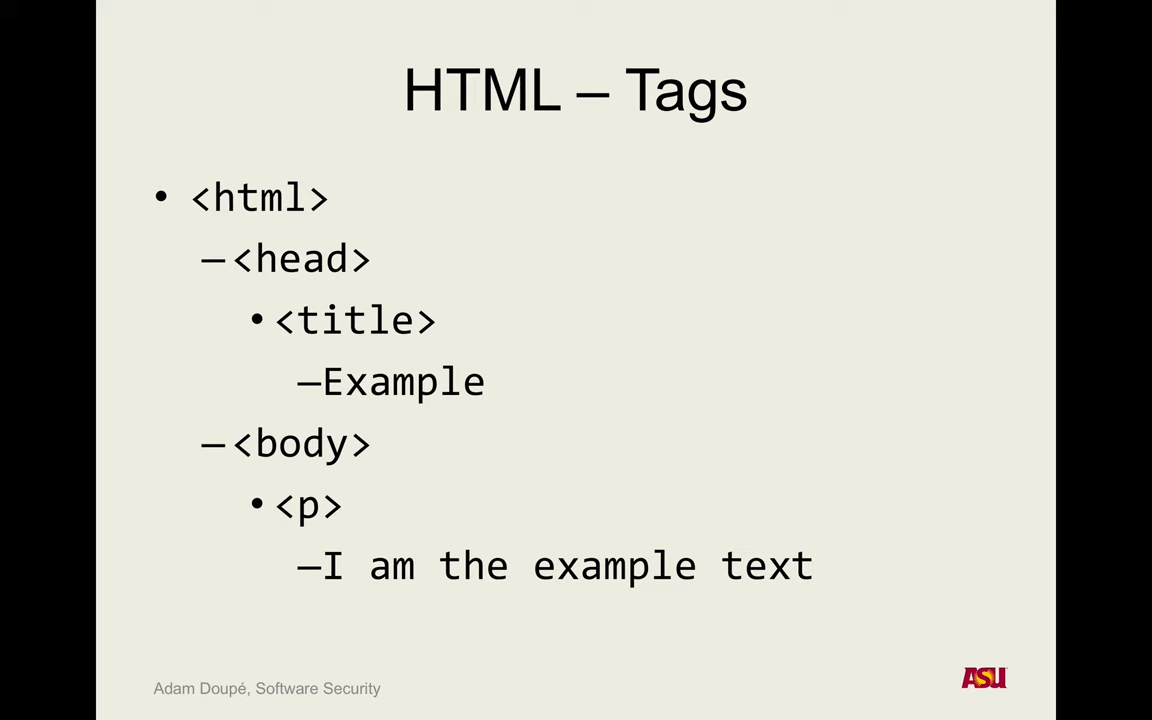 HTML – Tags
• <html>
–<head>
•<title>
–Example
–<body>
•<p>
–I am the example text
Adam Doupé, Software Security
ASU